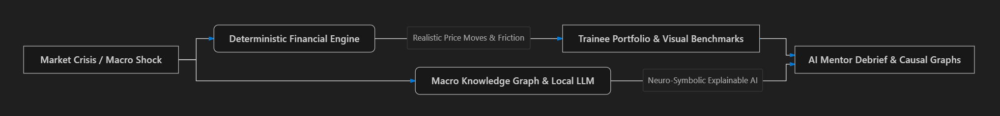 Market Crisis / Macro Shock
Deterministic Financial Engine
Realistic Price Moves & Friction
Trainee Portfolio & Visual Benchmarks
Macro Knowledge Graph & Local LLM
Neuro-Symbolic Explainable AI
AI Mentor Debrief & Causal Graphs